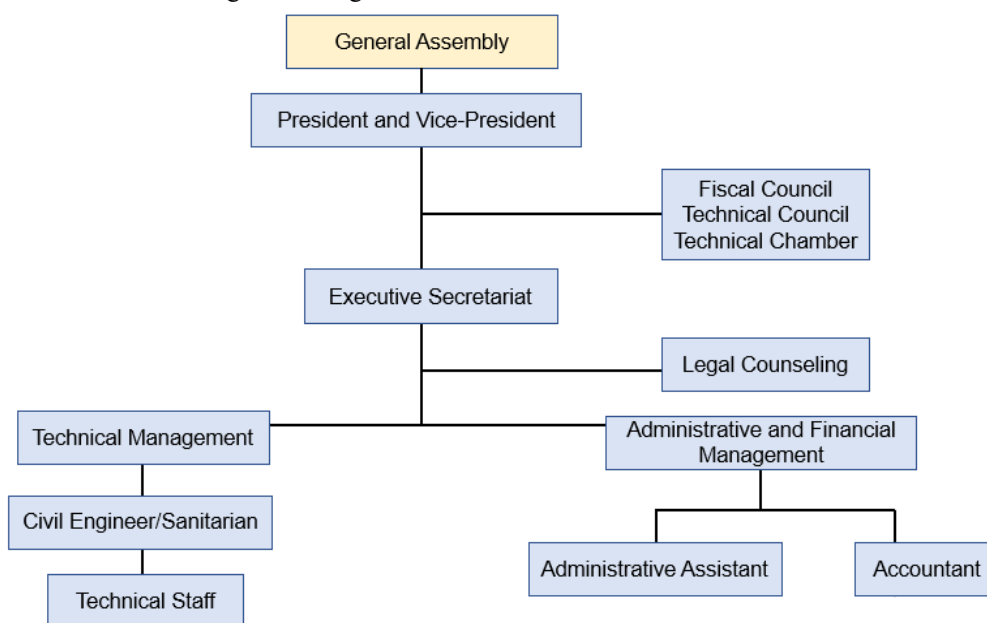 General Assembly
President and Vice-President
Fiscal Council
Technical Council
Technical Chamber
Executive Secretariat
Legal Counseling
Technical Management
Administrative and Financial
Management
Civil Engineer/Sanitarian
Administrative Assistant
Accountant
Technical Staff